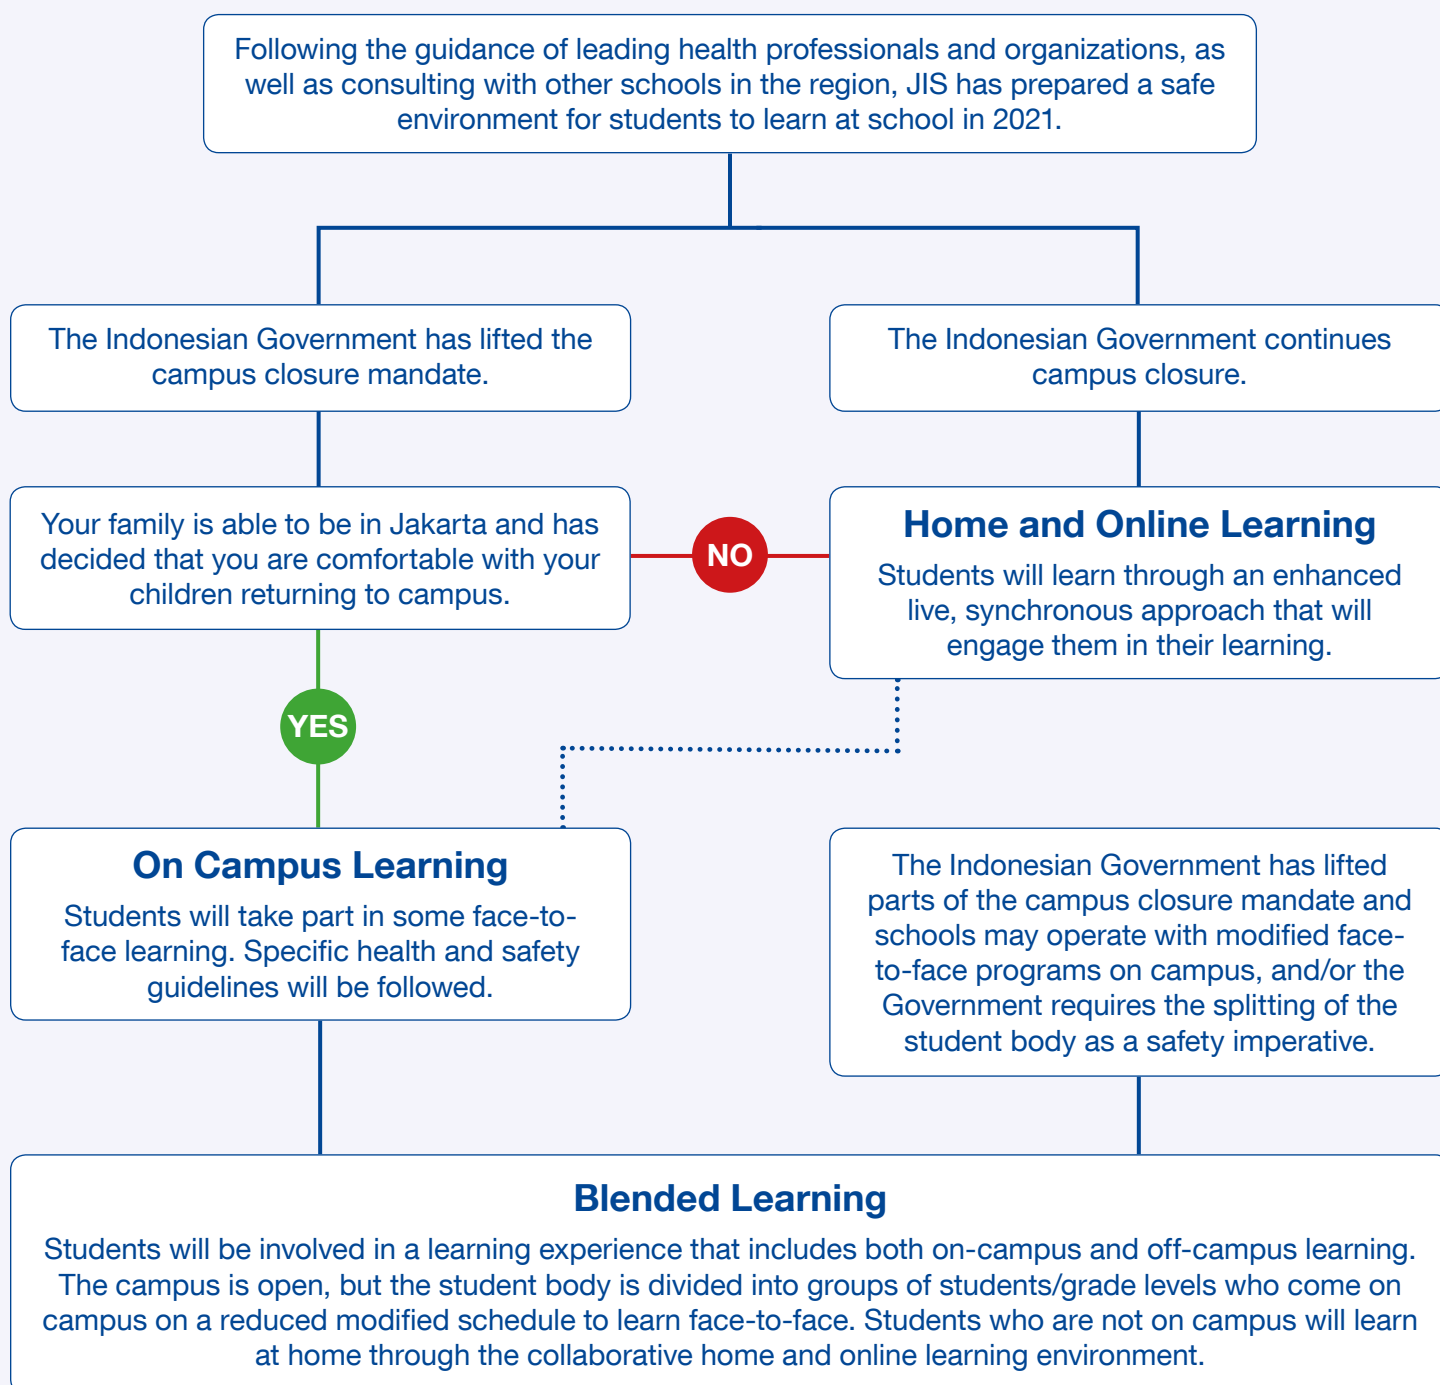 Following the guidance of leading health professionals and organizations, as
well as consulting with other schools in the region, JIS has prepared a safe
environment for students to learn at school in 2021.
The Indonesian Government has lifted the
campus closure mandate.
The Indonesian Government continues
campus closure.
Your family is able to be in Jakarta and has
decided that you are comfortable with your
children returning to campus.
NO
Home and Online Learning
Students will learn through an enhanced
live, synchronous approach that will
engage them in their learning.
YES
On Campus Learning
Students will take part in some face-to-
face learning. Specific health and safety
guidelines will be followed.
The Indonesian Government has lifted
parts of the campus closure mandate and
schools may operate with modified face-
to-face programs on campus, and/or the
Government requires the splitting of the
student body as a safety imperative.
Blended Learning
Students will be involved in a learning experience that includes both on-campus and off-campus learning.
The campus is open, but the student body is divided into groups of students/grade levels who come on
campus on a reduced modified schedule to learn face-to-face. Students who are not on campus will learn
at home through the collaborative home and online learning environment.